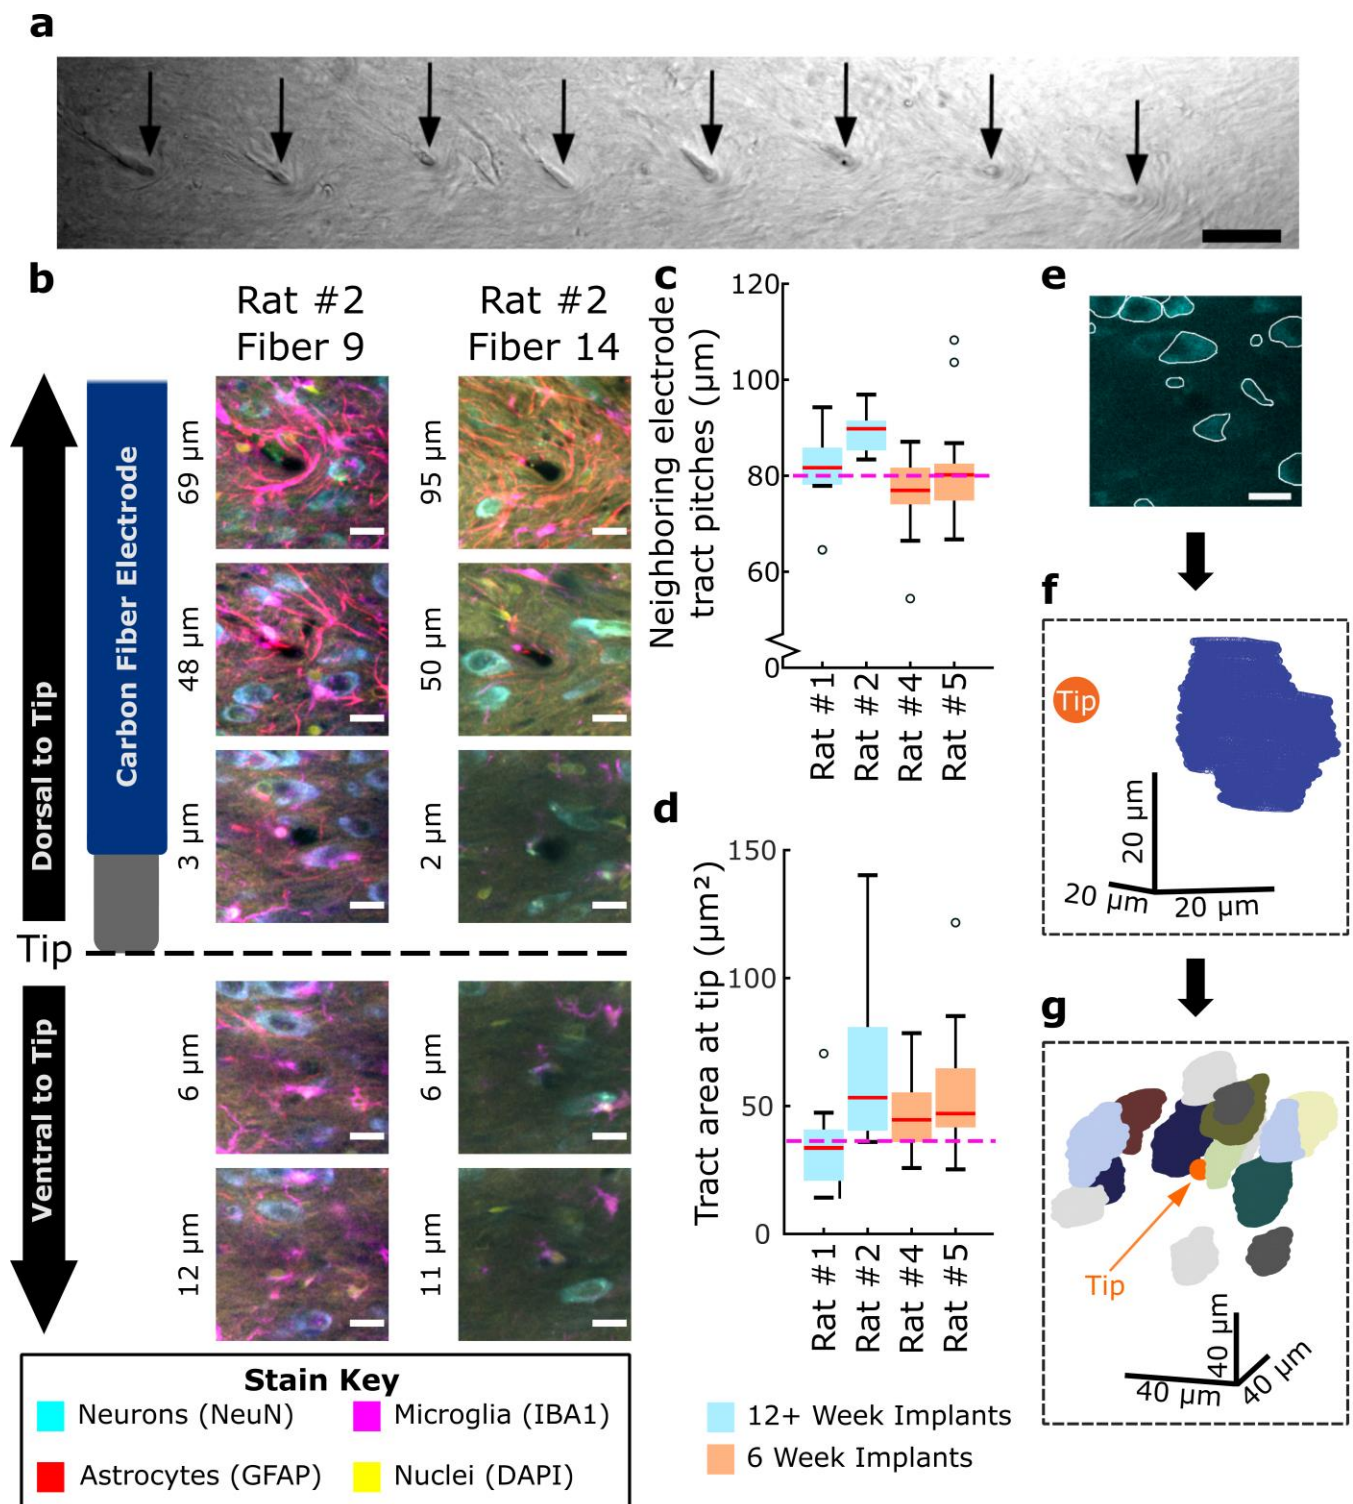 a
b
Rat #2
Fiber 9
Rat #2
Fiber 14
Dorsal to Tip
Carbon Fiber Electrode
69 µm
95 µm
48 µm
50 µm
3 µm
2 µm
Tip
Ventral to Tip
6 µm
6 µm
12 µm
11 µm
Stain Key
Neurons (NeuN)
Microglia (IBA1)
Astrocytes (GFAP)
Nuclei (DAPI)
c
Neighboring electrode
tract pitches (µm)
120
100
80
60
0
Rat #1
Rat #2
Rat #4
Rat #5
d
Tract area at tip (µm²)
150
100
50
0
Rat #1
Rat #2
Rat #4
Rat #5
12+ Week Implants
6 Week Implants
e
f
Tip
20 µm
20 µm
20 µm
g
Tip
40 µm
40 µm
40 µm